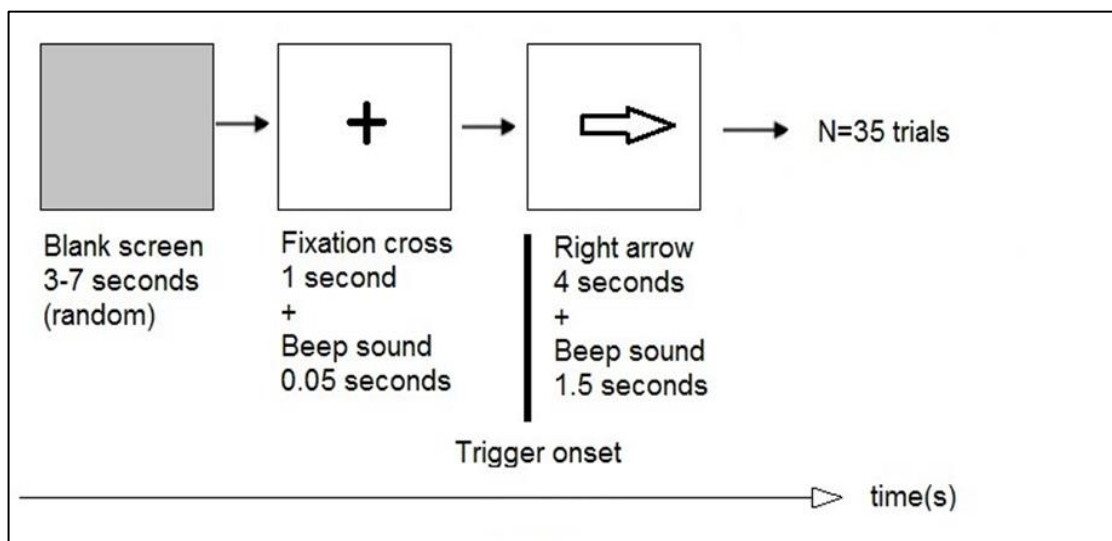 Blank screen
3-7 seconds
(random)
Fixation cross
1 second
+
Beep sound
0.05 seconds
Right arrow
4 seconds
+
Beep sound
1.5 seconds
N=35 trials
Trigger onset
time(s)